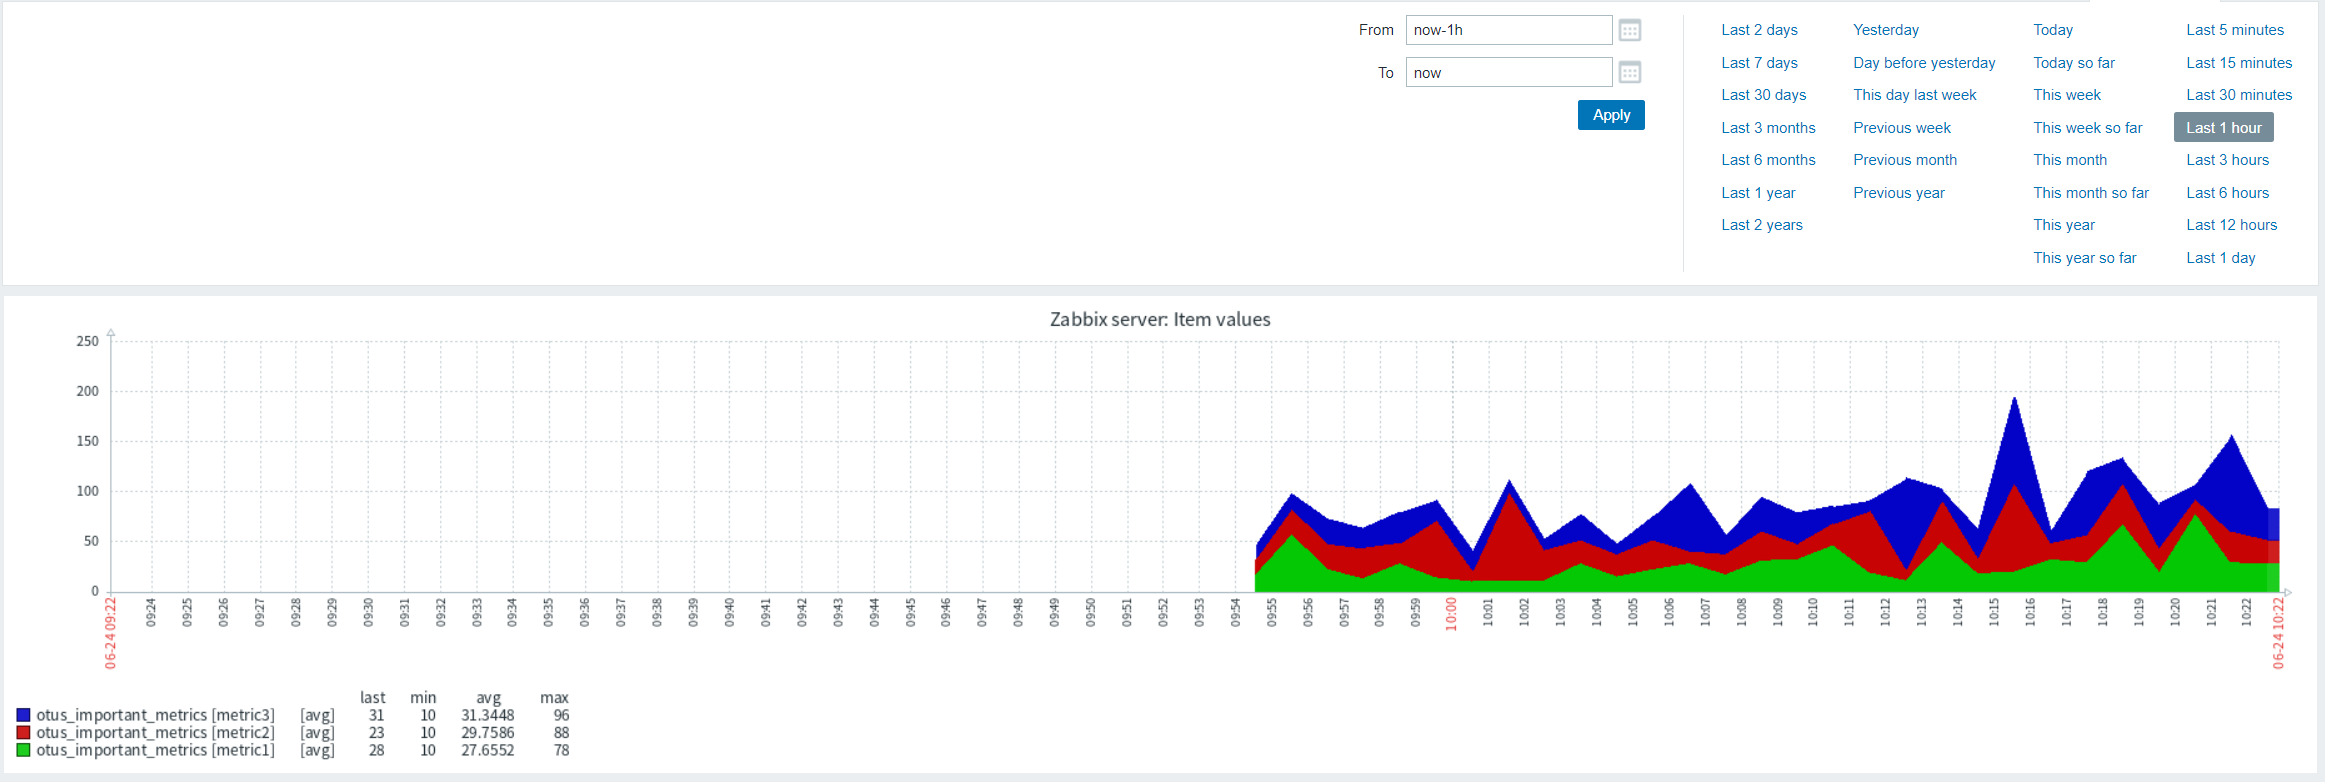 From now-1h
To now
Apply
Last 2 days Yesterday Today Last 5 minutes
Last 7 days Day before yesterday Today so far Last 15 minutes
Last 30 days This day last week This week Last 30 minutes
Last 3 months Previous week This week so far Last 1 hour
Last 6 months Previous month This month Last 3 hours
Last 1 year Previous year This month so far Last 6 hours
Last 2 years This year Last 12 hours
This year so far Last 1 day
Zabbix server: Item values
250
200
150
100
50
0
06-24 09:22 09:24 09:25 09:26 09:27 09:28 09:29 09:30 09:31 09:32 09:33 09:34 09:35 09:36 09:37 09:38 09:39 09:40 09:41 09:42 09:43 09:44 09:45 09:46 09:47 09:48 09:49 09:50 09:51 09:52 09:53 09:54 09:55 09:56 09:57 09:58 09:59 10:00 10:01 10:02 10:03 10:04 10:05 10:06 10:07 10:08 10:09 10:10 10:11 10:12 10:13 10:14 10:15 10:16 10:17 10:18 10:19 10:20 10:21 10:22 06-24 10:22
last min avg max
otus_important_metrics [metric3] [avg] 31 10 31.3448 96
otus_important_metrics [metric2] [avg] 23 10 29.7586 88
otus_important_metrics [metric1] [avg] 28 10 27.6552 78